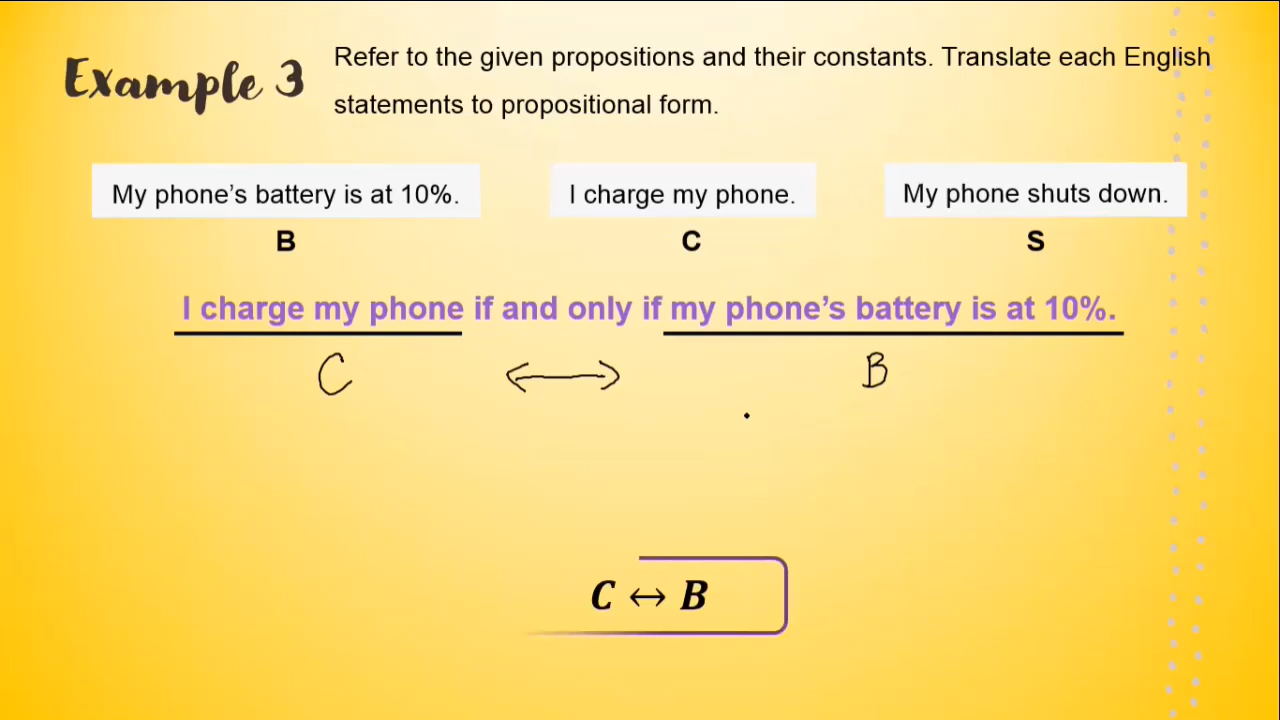 Example 3
Refer to the given propositions and their constants. Translate each English
statements to propositional form.
My phone’s battery is at 10%. I charge my phone. My phone shuts down.
B C S
I charge my phone if and only if my phone’s battery is at 10%.
C ↔ B
C ↔ B